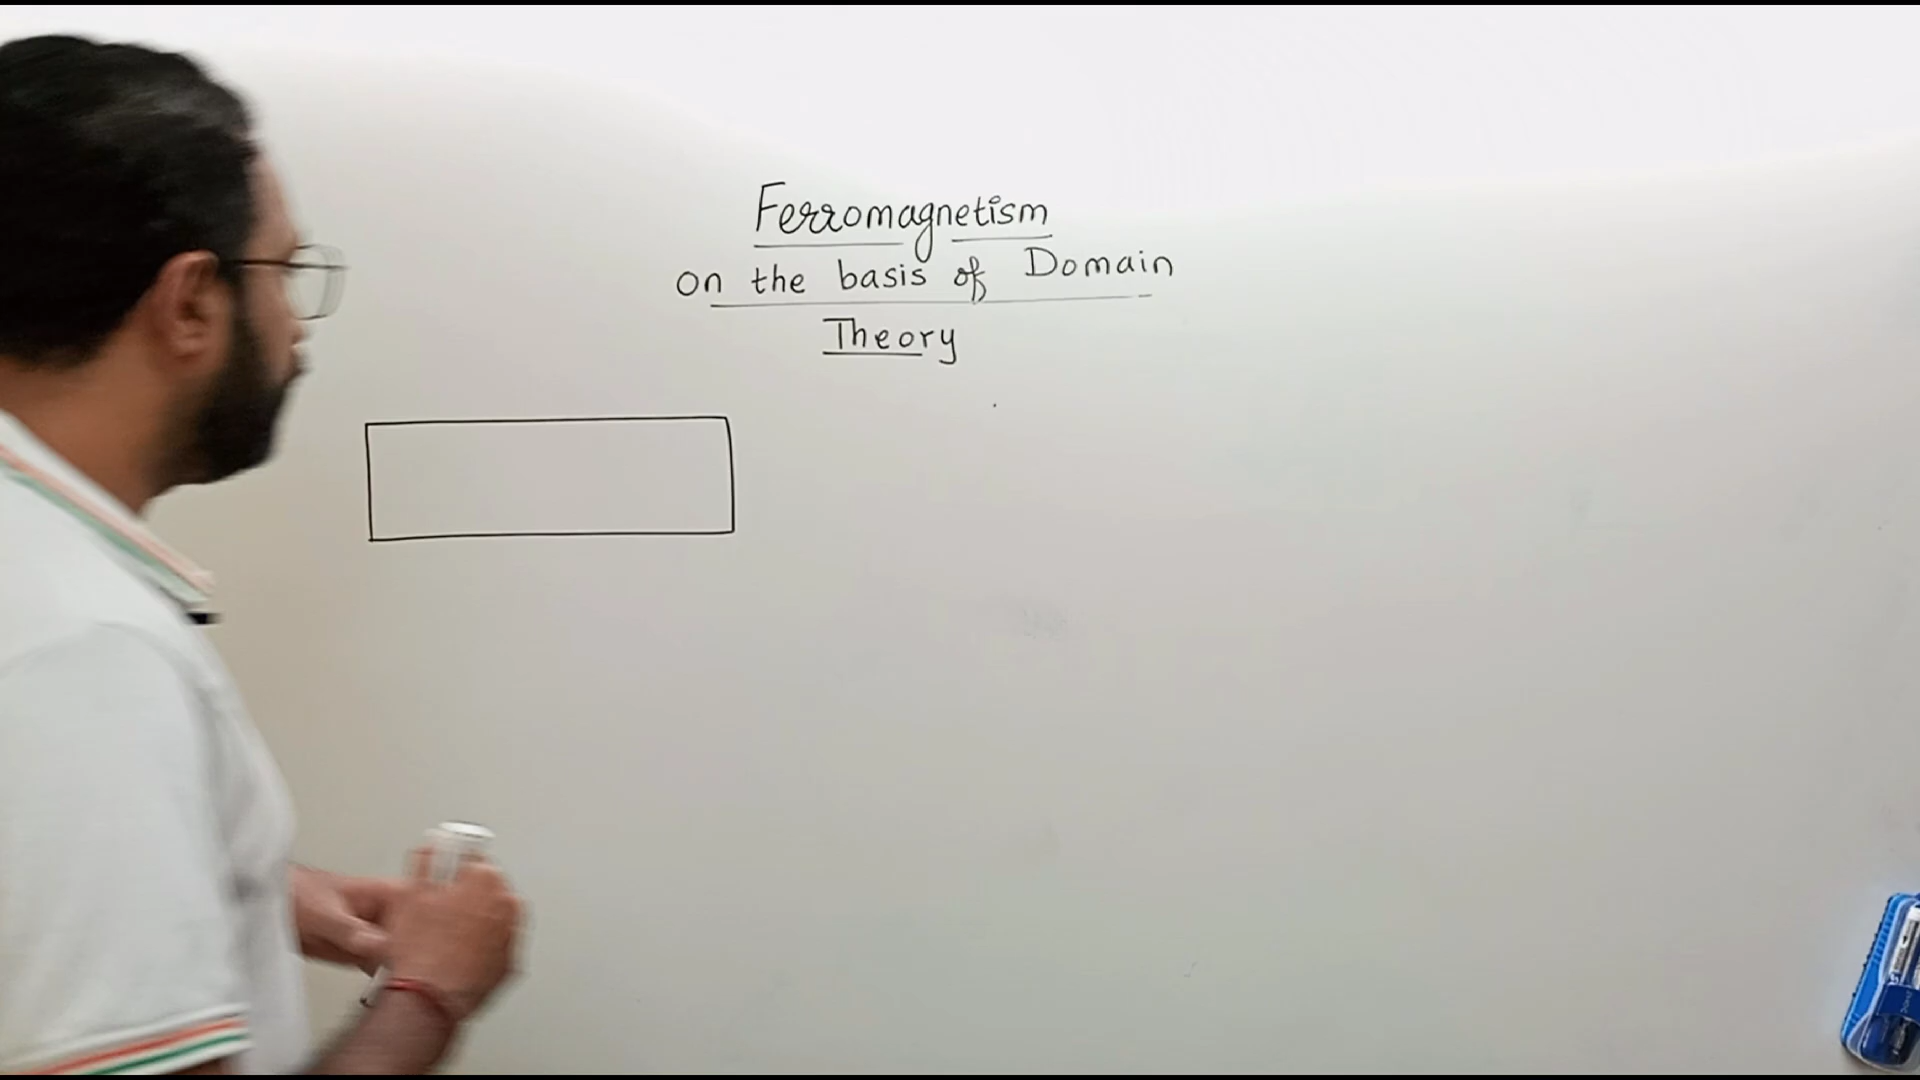 Ferromagnetism
on the basis of Domain
Theory